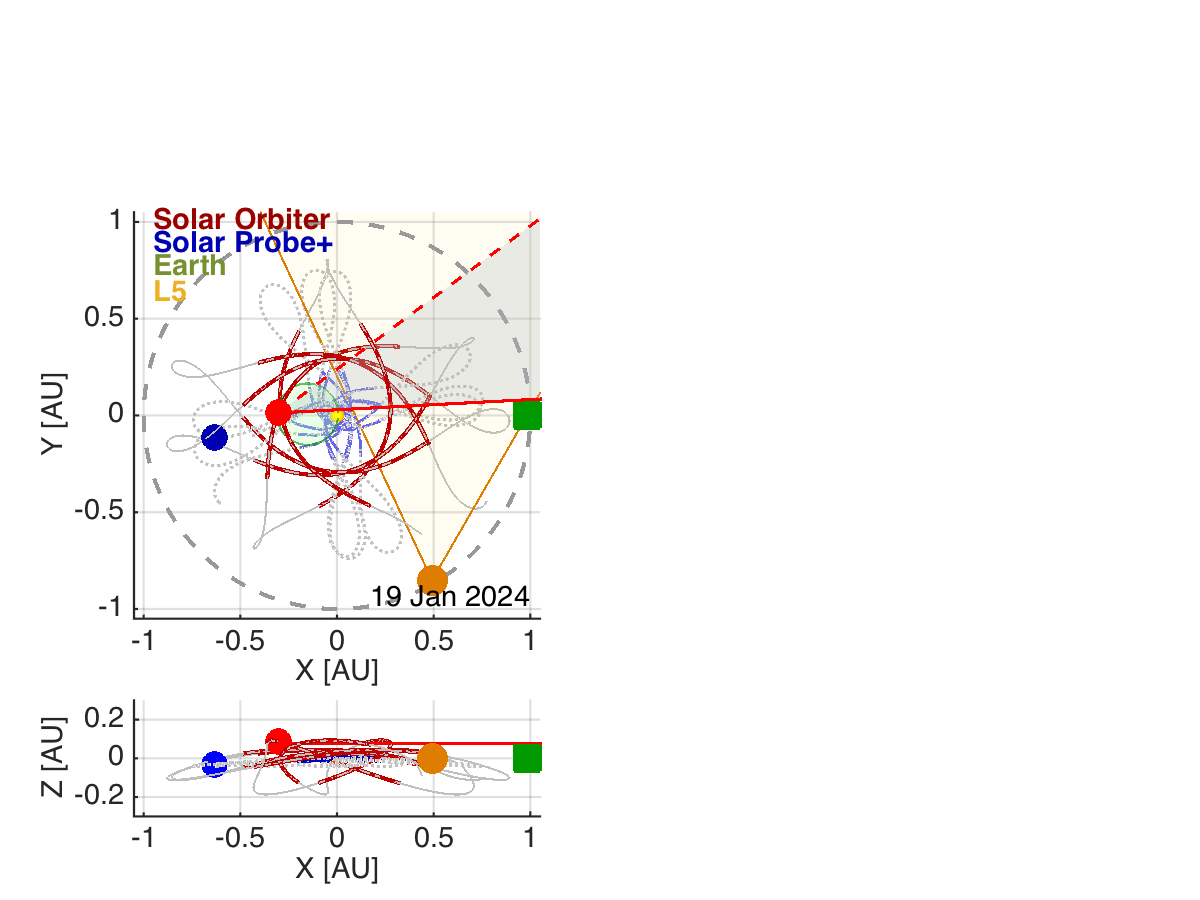 Solar Orbiter
Solar Probe+
Earth
L5
1
0.5
0
-0.5
-1
Y [AU]
19 Jan 2024
-1 -0.5 0 0.5 1
X [AU]
0.2
0
-0.2
Z [AU]
-1 -0.5 0 0.5 1
X [AU]